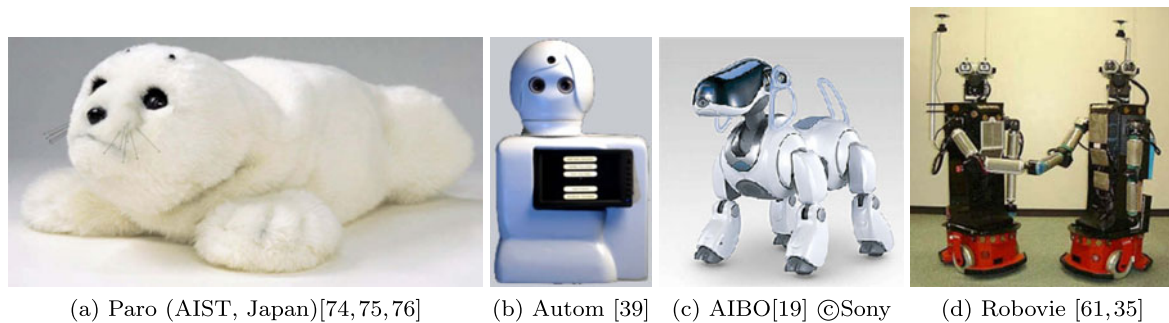 (a) Paro (AIST, Japan)[74,75,76]
(b) Autom [39]
(c) AIBO[19] ©Sony
(d) Robovie [61,35]